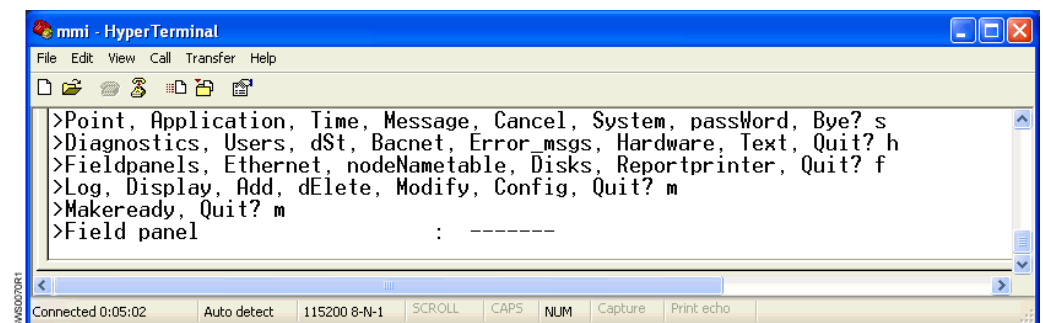 mmi - HyperTerminal
File Edit View Call Transfer Help
>Point, Application, Time, Message, Cancel, System, passWord, Bye? s
>Diagnostics, Users, dSt, Bacnet, Error_msgs, Hardware, Text, Quit? h
>Fieldpanels, Ethernet, nodeNametable, Disks, Reportprinter, Quit? f
>Log, Display, Add, dElete, Modify, Config, Quit? m
>Makeready, Quit? m
>Field panel : -------
Connected 0:05:02 Auto detect 115200 8-N-1 SCROLL CAPS NUM Capture Print echo